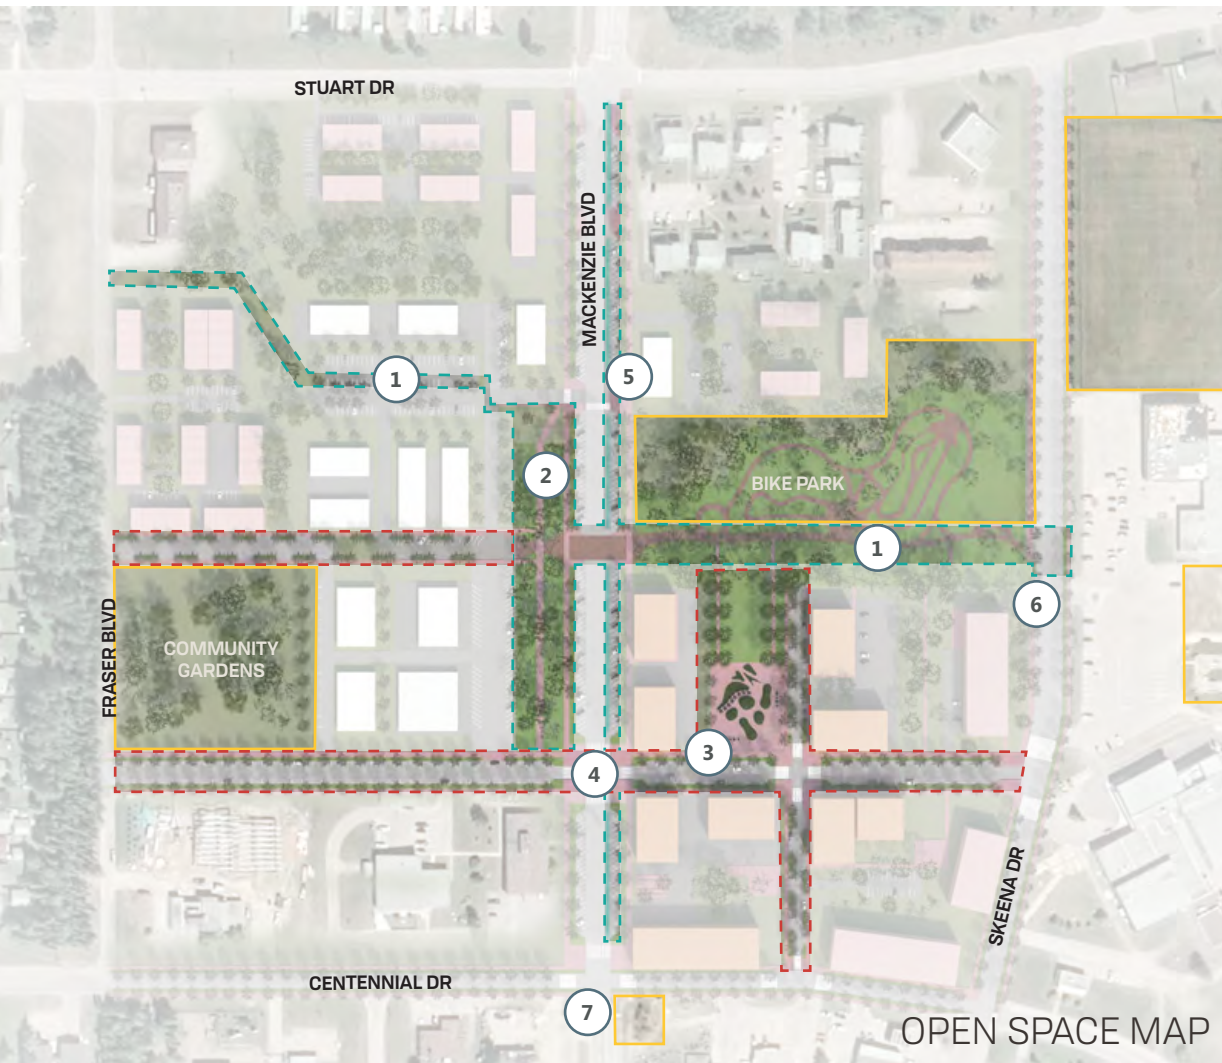 STUART DR
MACKENZIE BLVD
1
5
2
BIKE PARK
1
6
FRASER BLVD
COMMUNITY
GARDENS
3
4
SKEENA DR
CENTENNIAL DR
7
OPEN SPACE MAP